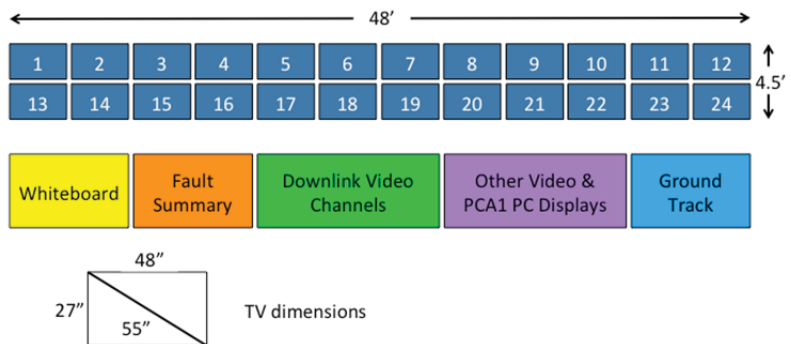 48’
1 2 3 4 5 6 7 8 9 10 11 12
4.5’
13 14 15 16 17 18 19 20 21 22 23 24
Whiteboard
Fault
Summary
Downlink Video
Channels
Other Video &
PCA1 PC Displays
Ground
Track
48”
27”
55”
TV dimensions